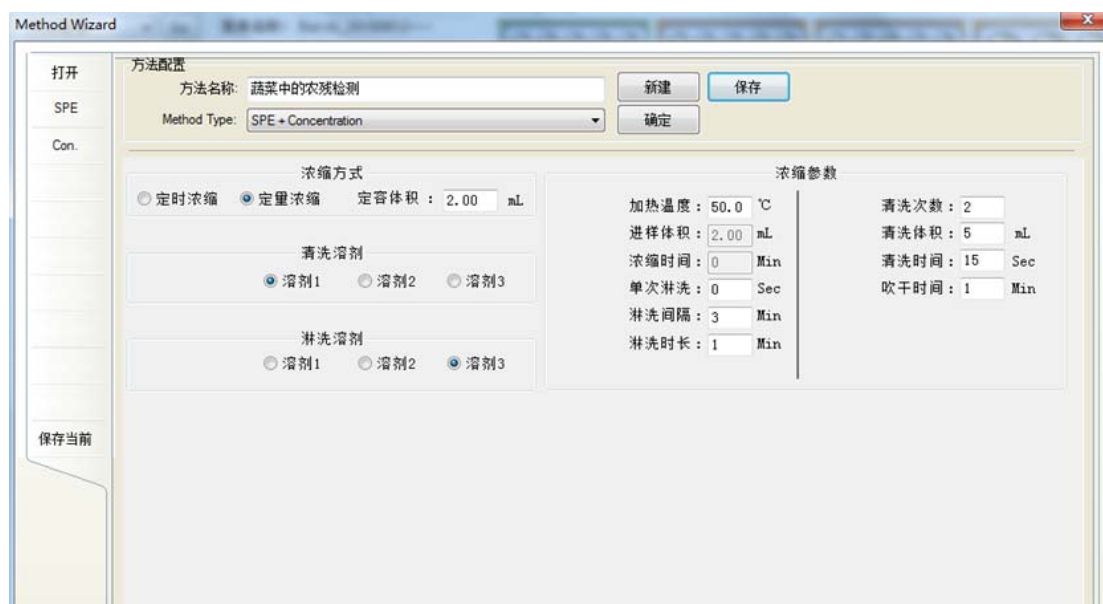 Method Wizard
打开
SPE
Con.
保存当前
方法配置
方法名称: 蔬菜中的农残检测 新建 保存
Method Type: SPE + Concentration 确定
浓缩方式
定时浓缩 定量浓缩 定容体积 : 2.00 mL
清洗溶剂
溶剂1 溶剂2 溶剂3
淋洗溶剂
溶剂1 溶剂2 溶剂3
浓缩参数
加热温度: 50.0 ℃
进样体积: 2.00 mL
浓缩时间: 0 Min
单次淋洗: 0 Sec
淋洗间隔: 3 Min
淋洗时长: 1 Min
清洗次数: 2
清洗体积: 5 mL
清洗时间: 15 Sec
吹干时间: 1 Min